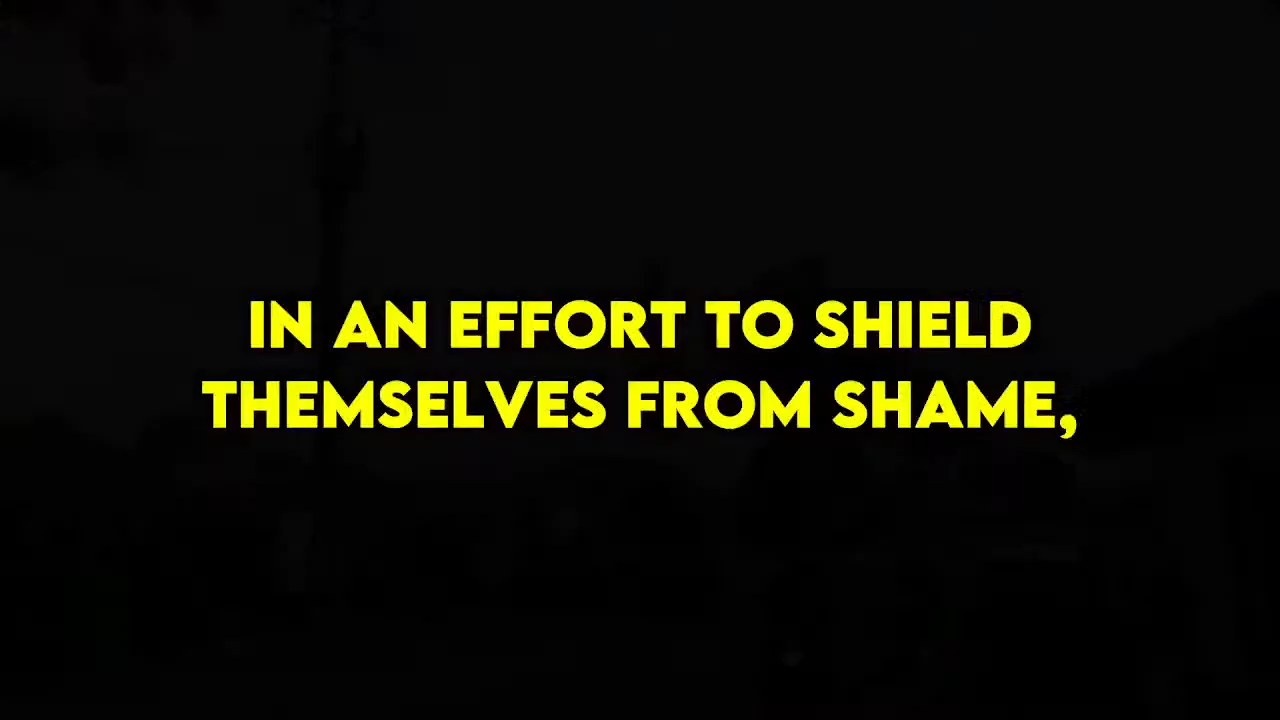 IN AN EFFORT TO SHIELD
THEMSELVES FROM SHAME,